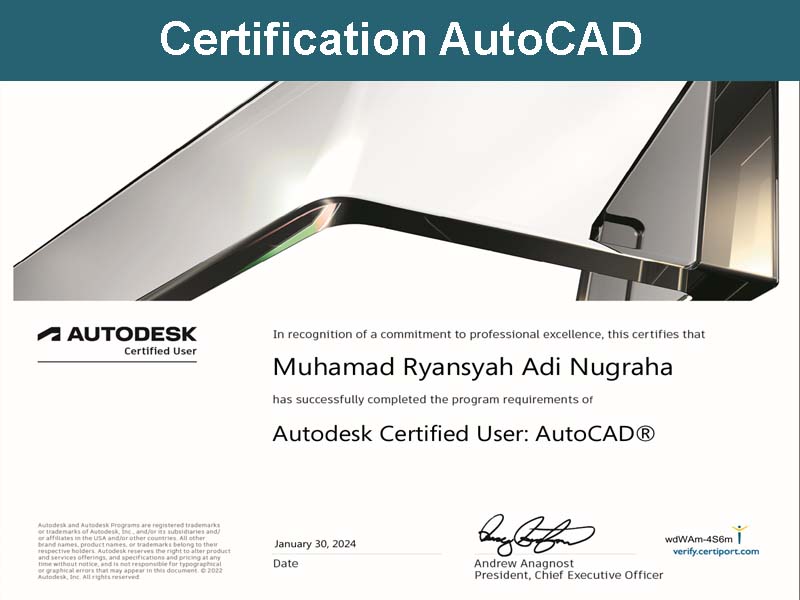 Certification AutoCAD
AUTODESK
Certified User
In recognition of a commitment to professional excellence, this certifies that
Muhamad Ryansyah Adi Nugraha
has successfully completed the program requirements of
Autodesk Certified User: AutoCAD®
Autodesk and Autodesk Programs are registered trademarks
or trademarks of Autodesk, Inc., and/or its subsidiaries and/
or affiliates in the USA and/or other countries. All other
brand names, product names, or trademarks belong to their
respective holders. Autodesk reserves the right to alter product
and services offerings, and specifications and pricing at any
time without notice, and is not responsible for typographical
or graphical errors that may appear in this document. © 2022
Autodesk, Inc. All rights reserved.
January 30, 2024
Date
Andrew Anagnost
President, Chief Executive Officer
wdWAm-4S6m
verify.certiport.com